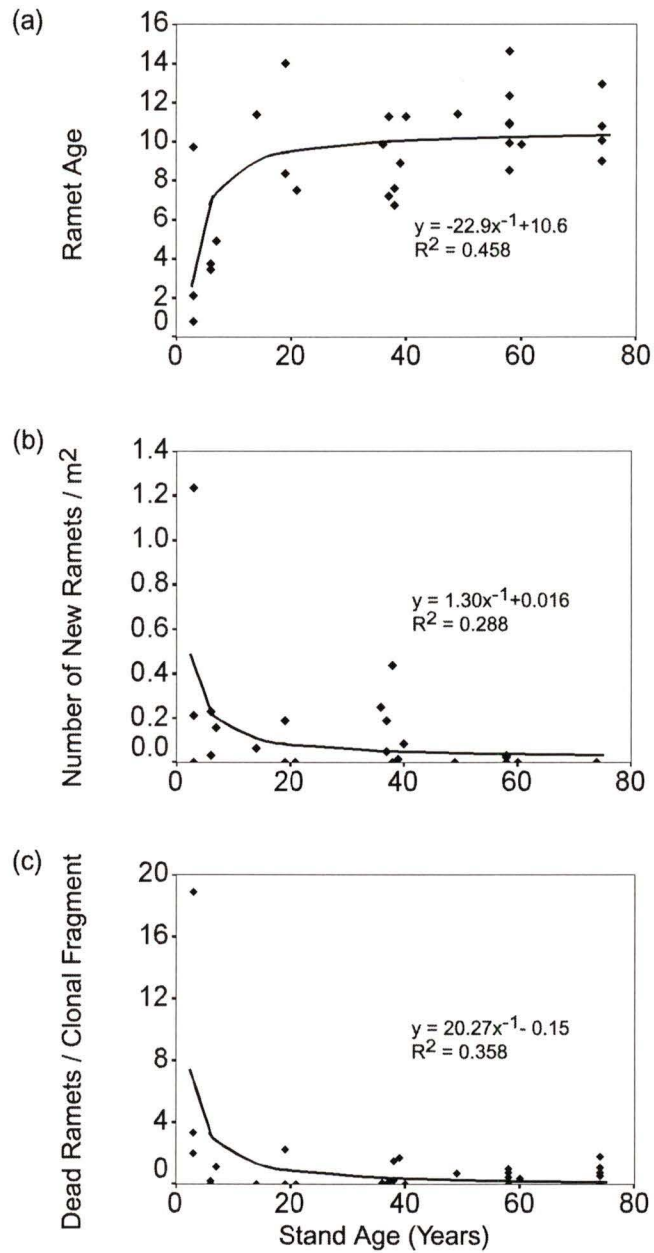 (a)
Ramet Age
16
14
12
10
8
6
4
2
0
y = -22.9x⁻¹+10.6
R² = 0.458
0 20 40 60 80
(b)
Number of New Ramets / m²
1.4
1.2
1.0
0.8
0.6
0.4
0.2
0.0
y = 1.30x⁻¹+0.016
R² = 0.288
0 20 40 60 80
(c)
Dead Ramets / Clonal Fragment
20
16
12
8
4
0
y = 20.27x⁻¹- 0.15
R² = 0.358
0 20 40 60 80
Stand Age (Years)